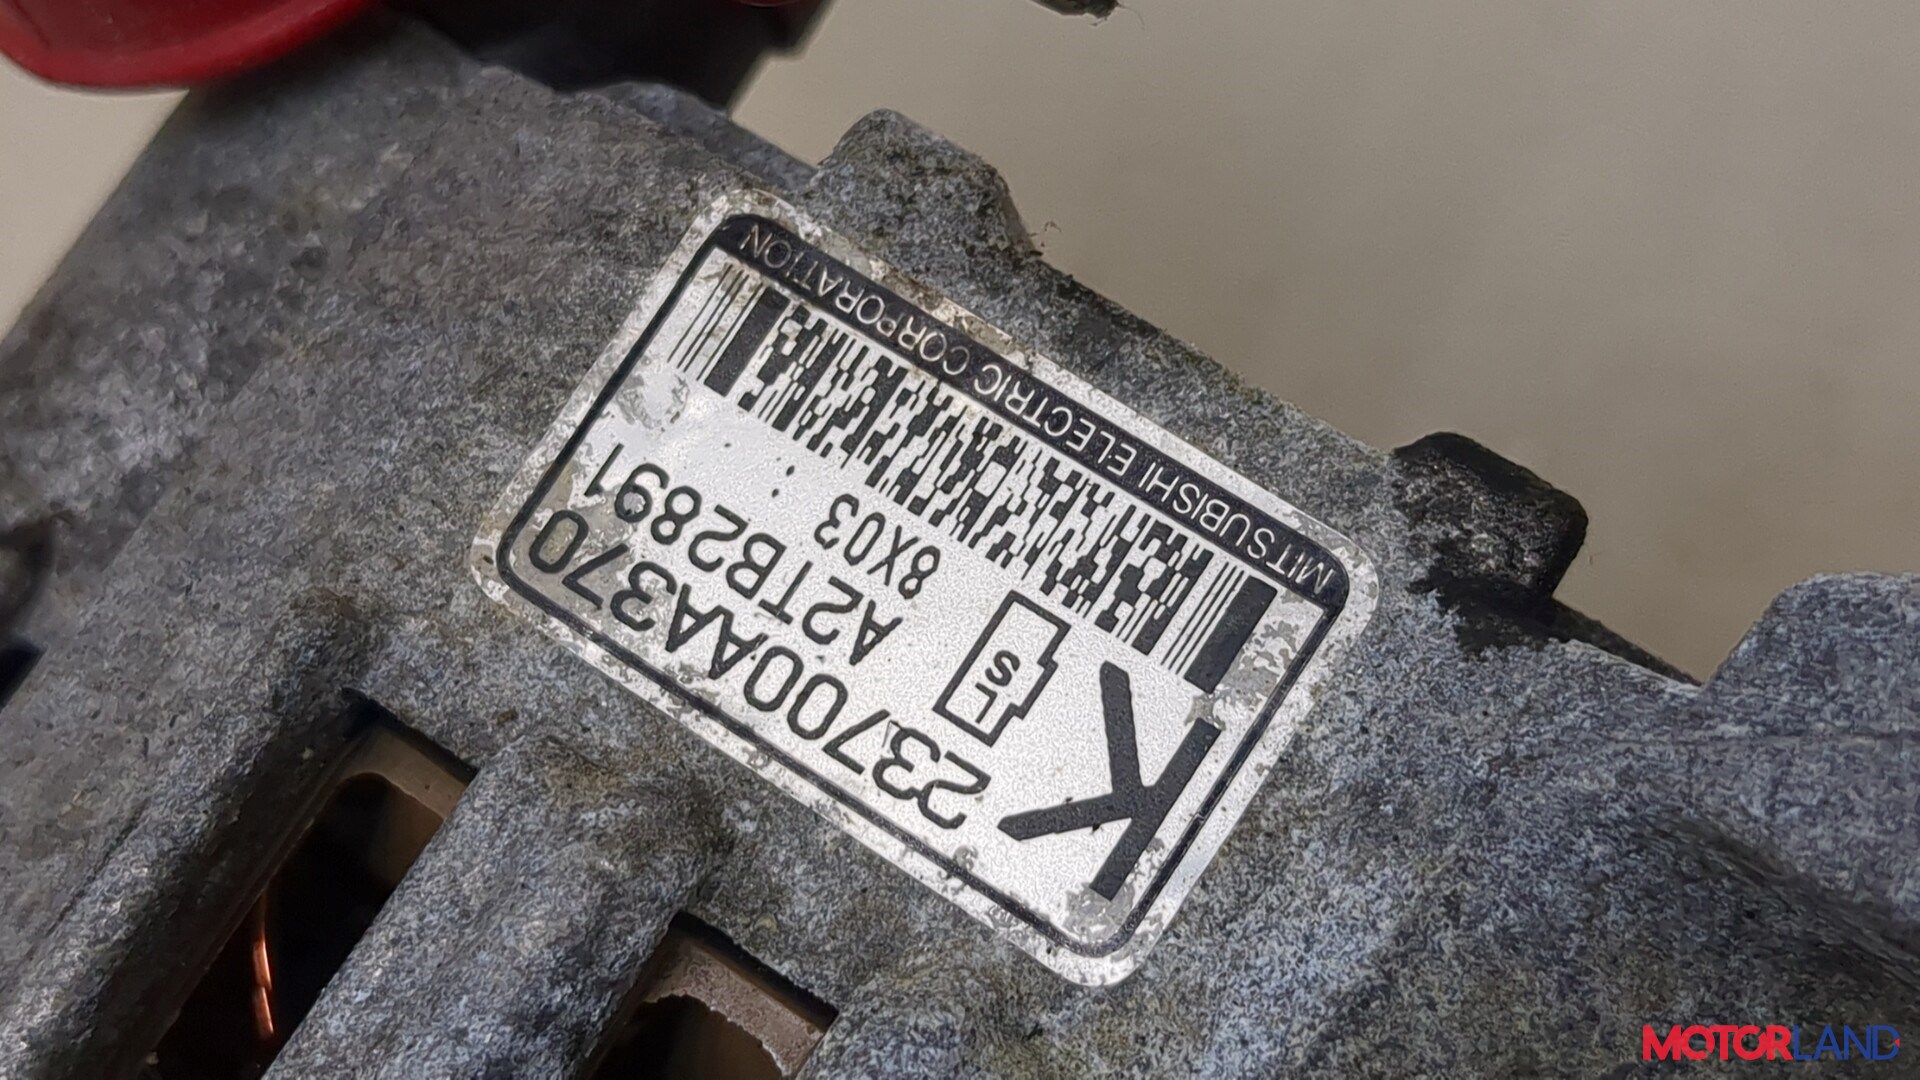 K 23700AA370
A2TB2891
8X03
L S
MITSUBISHI ELECTRIC CORPORATION
MOTORLAND